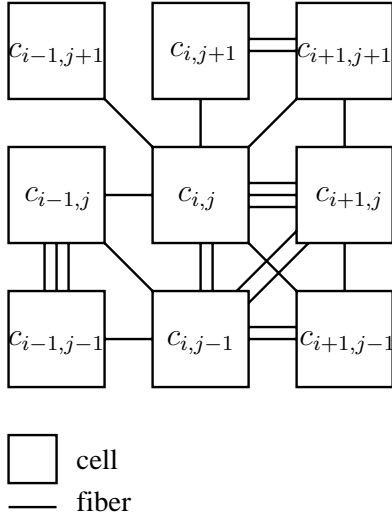 c_{i-1,j+1} c_{i,j+1} c_{i+1,j+1}
c_{i-1,j} c_{i,j} c_{i+1,j}
c_{i-1,j-1} c_{i,j-1} c_{i+1,j-1}
cell
fiber